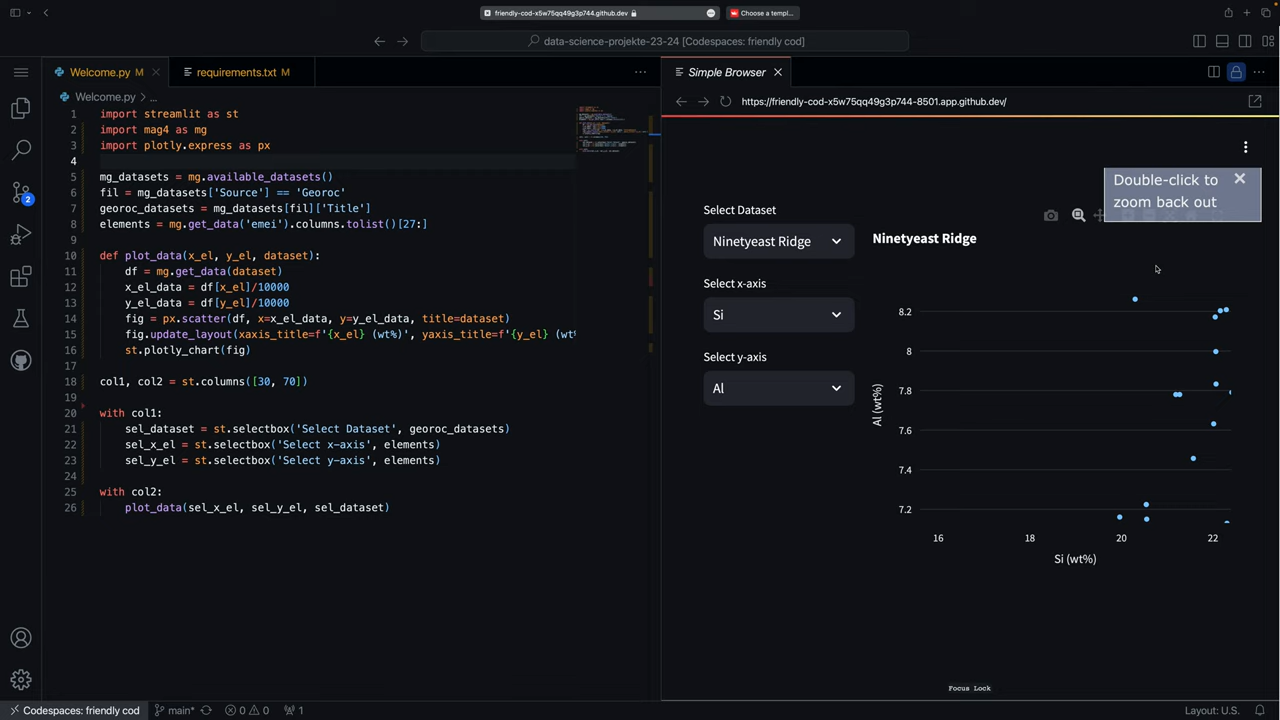 friendly-cod-x5w75qq49g3p744.github.dev
Choose a templ...
data-science-projekte-23-24 [Codespaces: friendly cod]
Welcome.py
requirements.txt M
Simple Browser
Welcome.py > ...
https://friendly-cod-x5w75qq49g3p744-8501.app.github.dev/
1 import streamlit as st
2 import mag4 as mg
3 import plotly.express as px
4
5 mg_datasets = mg.available_datasets()
6 fil = mg_datasets['Source'] == 'Georoc'
7 georoc_datasets = mg_datasets[fil]['Title']
8 elements = mg.get_data('emei').columns.tolist()[27:]
9
10 def plot_data(x_el, y_el, dataset):
11 df = mg.get_data(dataset)
12 x_el_data = df[x_el]/10000
13 y_el_data = df[y_el]/10000
14 fig = px.scatter(df, x=x_el_data, y=y_el_data, title=dataset)
15 fig.update_layout(xaxis_title=f'{x_el} (wt%)', yaxis_title=f'{y_el} (wt%
16 st.plotly_chart(fig)
17
18 col1, col2 = st.columns([30, 70])
19
20 with col1:
21 sel_dataset = st.selectbox('Select Dataset', georoc_datasets)
22 sel_x_el = st.selectbox('Select x-axis', elements)
23 sel_y_el = st.selectbox('Select y-axis', elements)
24
25 with col2:
26 plot_data(sel_x_el, sel_y_el, sel_dataset)
2
Double-click to
zoom back out
Select Dataset
Ninetyeast Ridge
Select x-axis
Si
Select y-axis
Al
Ninetyeast Ridge
8.2
8
7.8
7.6
7.4
7.2
Al (wt%)
16 18 20 22
Si (wt%)
Focus Lock
Codespaces: friendly cod
main*
0 0
1
Layout: U.S.